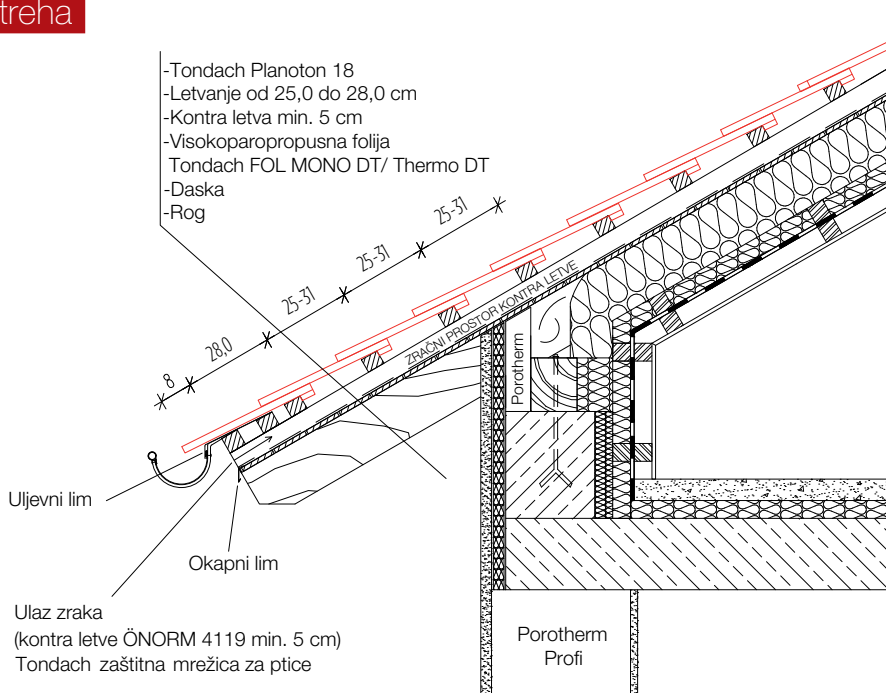 treha
-Tondach Planoton 18
-Letvanje od 25,0 do 28,0 cm
-Kontra letva min. 5 cm
-Visokoparopropusna folija
Tondach FOL MONO DT/ Thermo DT
-Daska
-Rog
8
28,0
25-31
25-31
25-31
ZRAČNI PROSTOR KONTRA LETVE
Porotherm
Uljevni lim
Okapni lim
Ulaz zraka
(kontra letve ÖNORM 4119 min. 5 cm)
Tondach zaštitna mrežica za ptice
Porotherm
Profi